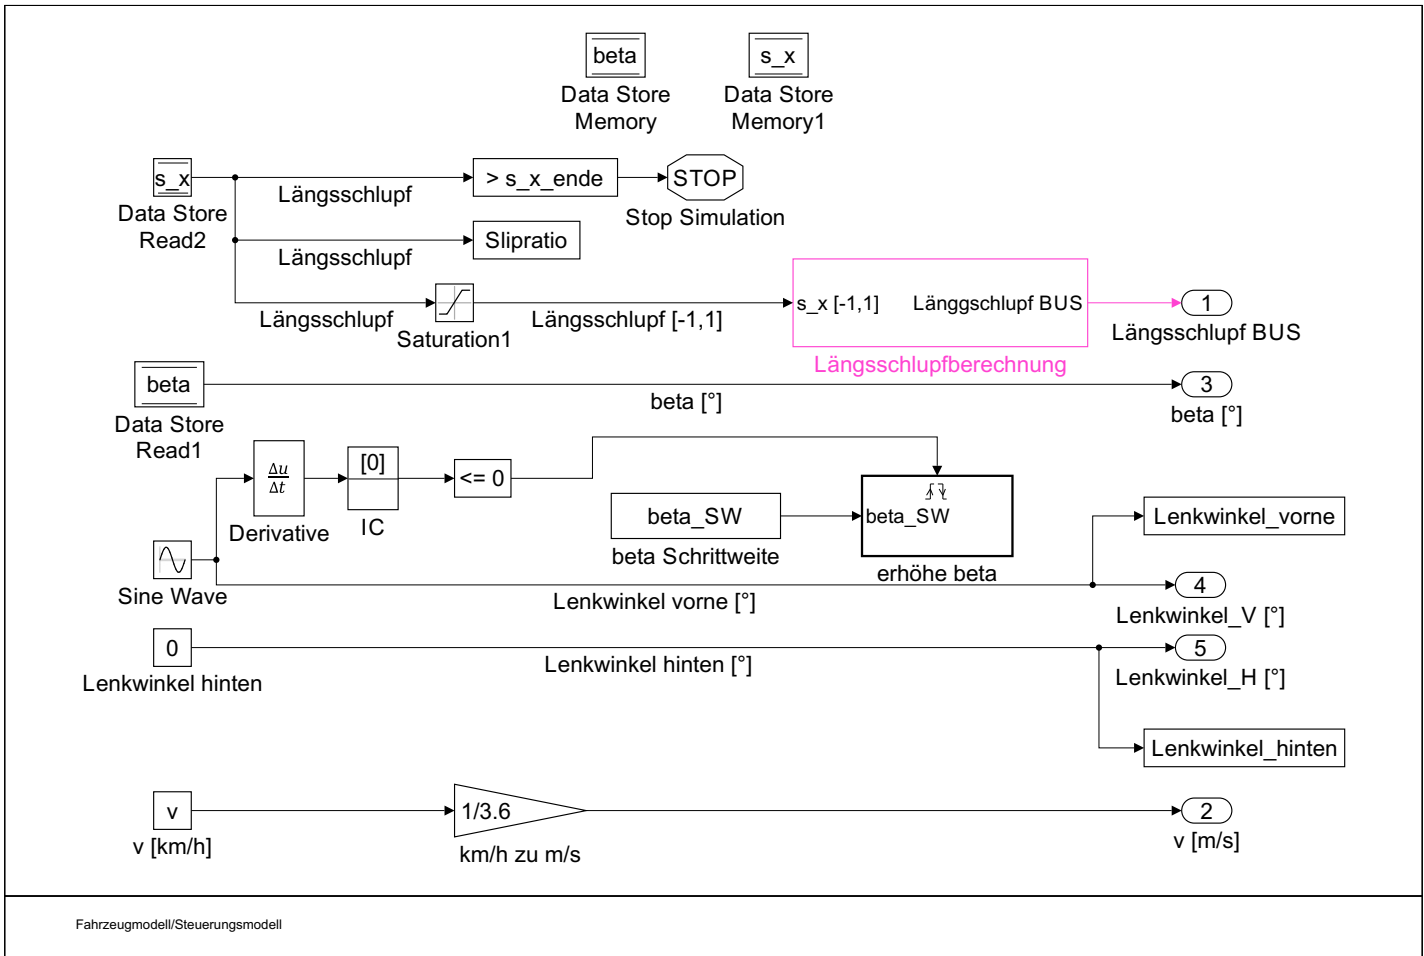 beta
Data Store
Memory
s_x
Data Store
Memory1
s_x
Data Store
Read2
Längsschlupf
> s_x_ende
STOP
Stop Simulation
Längsschlupf
Slipratio
Längsschlupf
Saturation1
Längsschlupf [-1,1]
s_x [-1,1]
Länggschlupf BUS
Längsschlupfberechnung
1
Längsschlupf BUS
beta
Data Store
Read1
beta [°]
3
beta [°]
Δu
Δt
Derivative
[0]
IC
<= 0
beta_SW
beta Schrittweite
beta_SW
erhöhe beta
Lenkwinkel_vorne
Sine Wave
Lenkwinkel vorne [°]
4
Lenkwinkel_V [°]
0
Lenkwinkel hinten
Lenkwinkel hinten [°]
5
Lenkwinkel_H [°]
Lenkwinkel_hinten
v
v [km/h]
1/3.6
km/h zu m/s
2
v [m/s]
Fahrzeugmodell/Steuerungsmodell